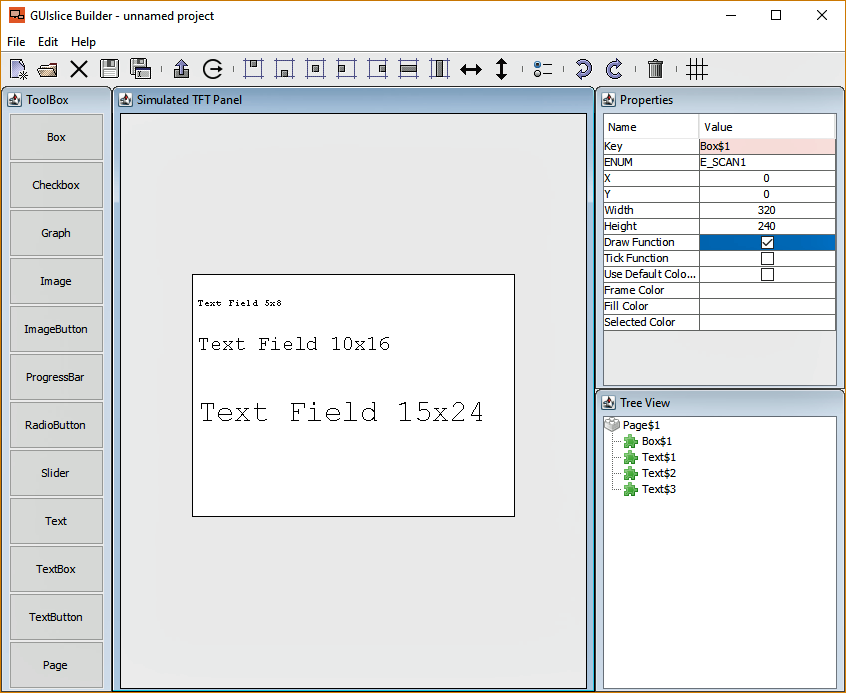 GUIslice Builder - unnamed project
File Edit Help
ToolBox
Box
Checkbox
Graph
Image
ImageButton
ProgressBar
RadioButton
Slider
Text
TextBox
TextButton
Page
Simulated TFT Panel
Text Field 5x8
Text Field 10x16
Text Field 15x24
Properties
Name Value
Key Box$1
ENUM E_SCAN1
X 0
Y 0
Width 320
Height 240
Draw Function
Tick Function
Use Default Colo...
Frame Color
Fill Color
Selected Color
Tree View
Page$1
Box$1
Text$1
Text$2
Text$3